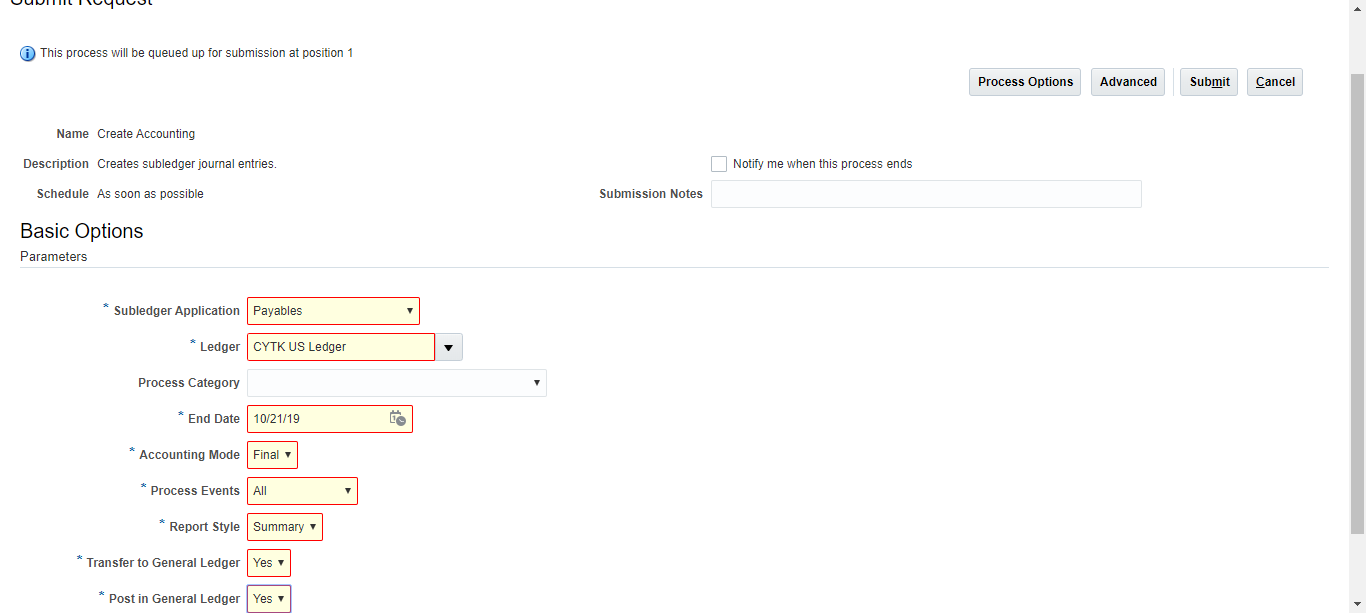 Submit Request
This process will be queued up for submission at position 1
Process Options Advanced Submit Cancel
Name Create Accounting
Description Creates subledger journal entries. Notify me when this process ends
Schedule As soon as possible Submission Notes
Basic Options
Parameters
* Subledger Application Payables
* Ledger CYTK US Ledger
Process Category
* End Date 10/21/19
* Accounting Mode Final
* Process Events All
* Report Style Summary
* Transfer to General Ledger Yes
* Post in General Ledger Yes